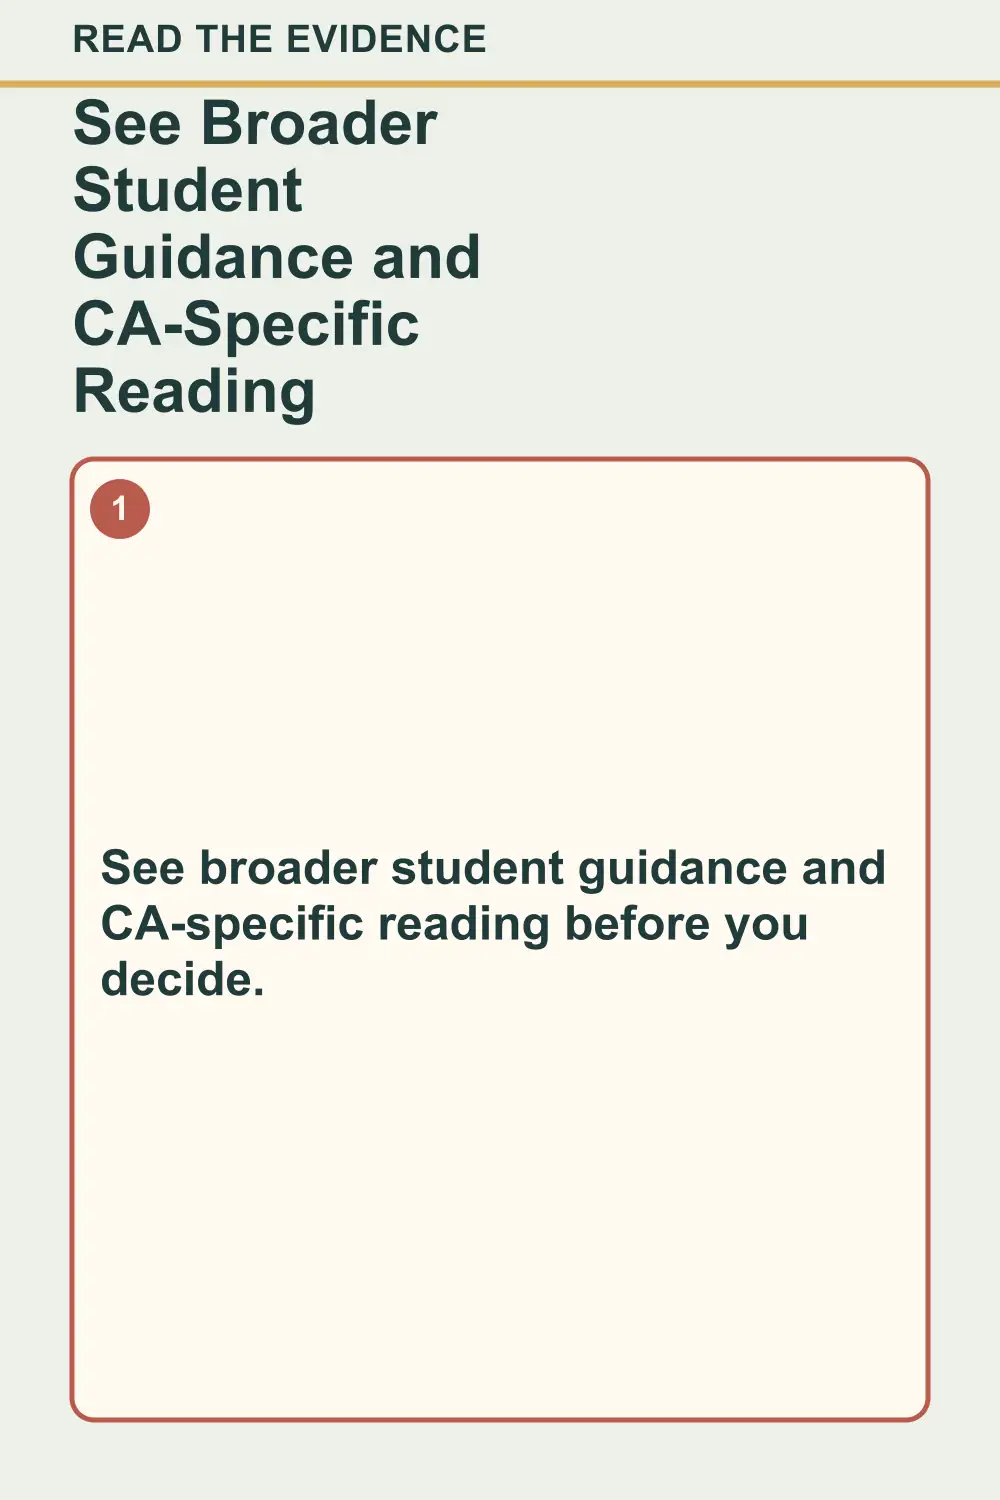 READ THE EVIDENCE
See Broader
Student
Guidance and
CA-Specific
Reading
1
See broader student guidance and
CA-specific reading before you
decide.